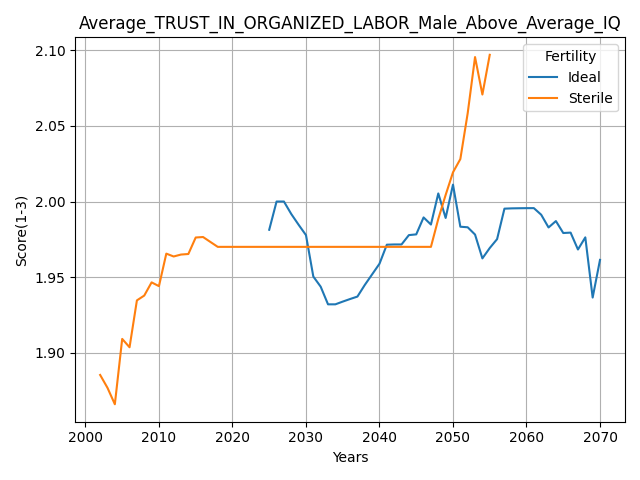 Average_TRUST_IN_ORGANIZED_LABOR_Male_Above_Average_IQ
Fertility
Ideal
Sterile
2.10
2.05
2.00
1.95
1.90
Score(1-3)
2000 2010 2020 2030 2040 2050 2060 2070
Years